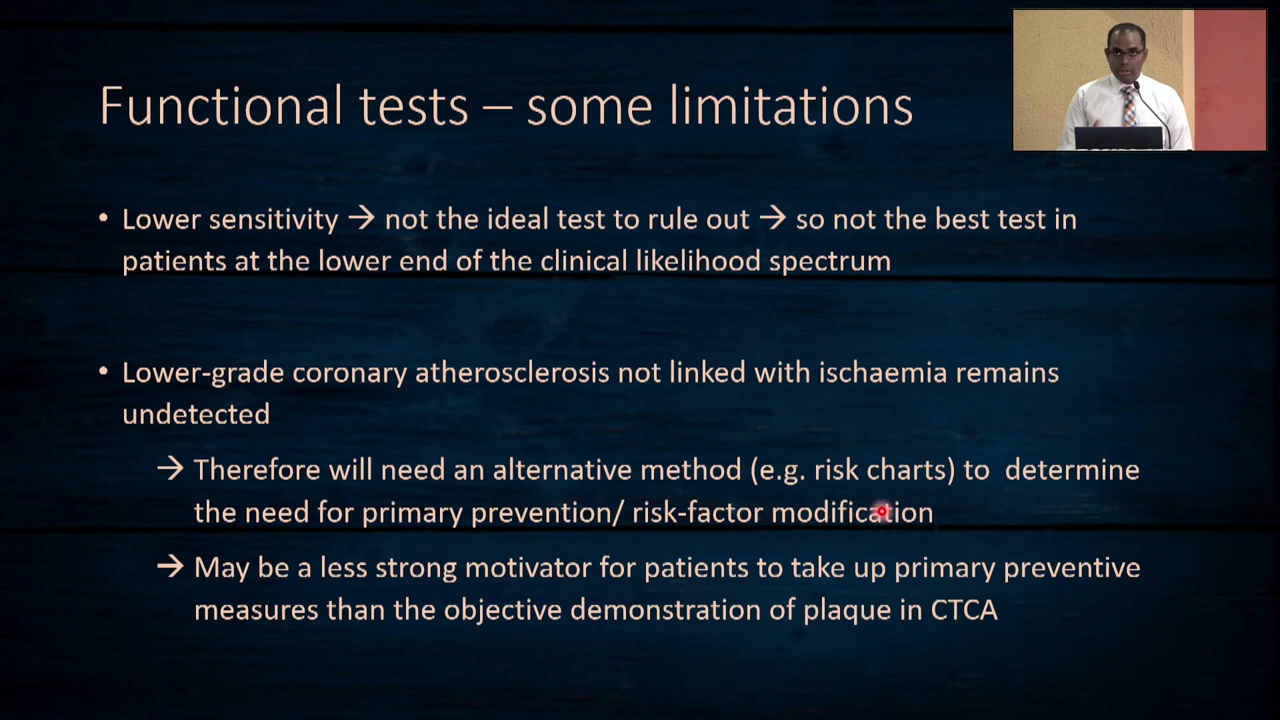 Functional tests – some limitations
• Lower sensitivity → not the ideal test to rule out → so not the best test in
patients at the lower end of the clinical likelihood spectrum
• Lower-grade coronary atherosclerosis not linked with ischaemia remains
undetected
→ Therefore will need an alternative method (e.g. risk charts) to  determine
the need for primary prevention/ risk-factor modification
→ May be a less strong motivator for patients to take up primary preventive
measures than the objective demonstration of plaque in CTCA